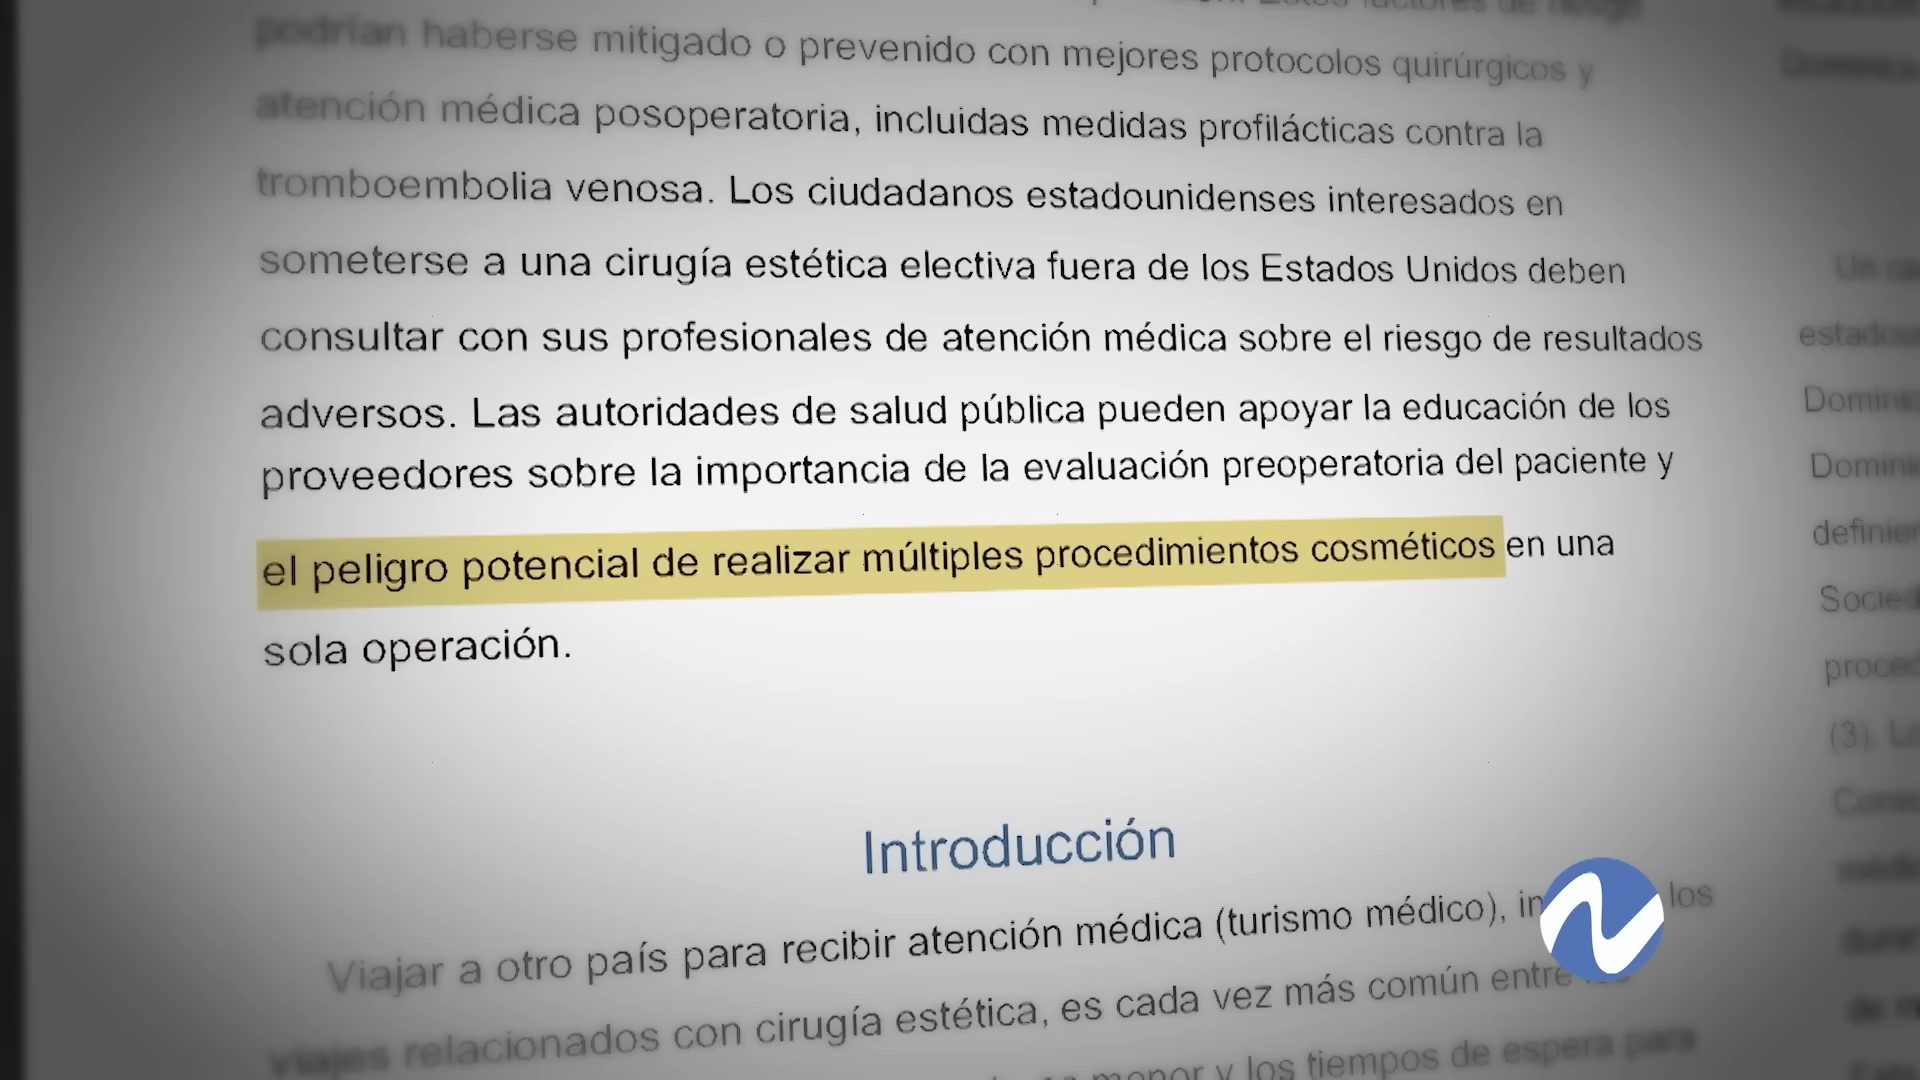 podrían haberse mitigado o prevenido con mejores protocolos quirúrgicos y
atención médica posoperatoria, incluidas medidas profilácticas contra la
tromboembolia venosa. Los ciudadanos estadounidenses interesados en
someterse a una cirugía estética electiva fuera de los Estados Unidos deben
consultar con sus profesionales de atención médica sobre el riesgo de resultados
adversos. Las autoridades de salud pública pueden apoyar la educación de los
proveedores sobre la importancia de la evaluación preoperatoria del paciente y
el peligro potencial de realizar múltiples procedimientos cosméticos en una
sola operación.
Introducción
Viajar a otro país para recibir atención médica (turismo médico), los
viajes relacionados con cirugía estética, es cada vez más común entre
menor y los tiempos de espera para
Un
(3)